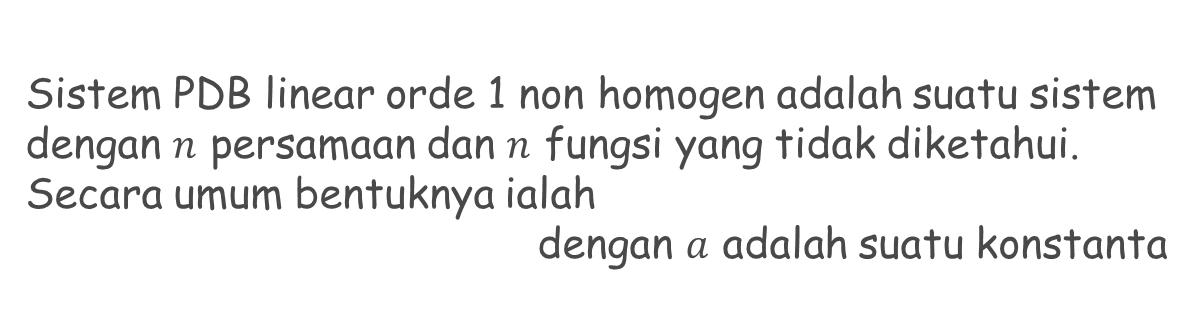 Sistem PDB linear orde 1 non homogen adalah suatu sistem
dengan n persamaan dan n fungsi yang tidak diketahui.
Secara umum bentuknya ialah
dengan a adalah suatu konstanta